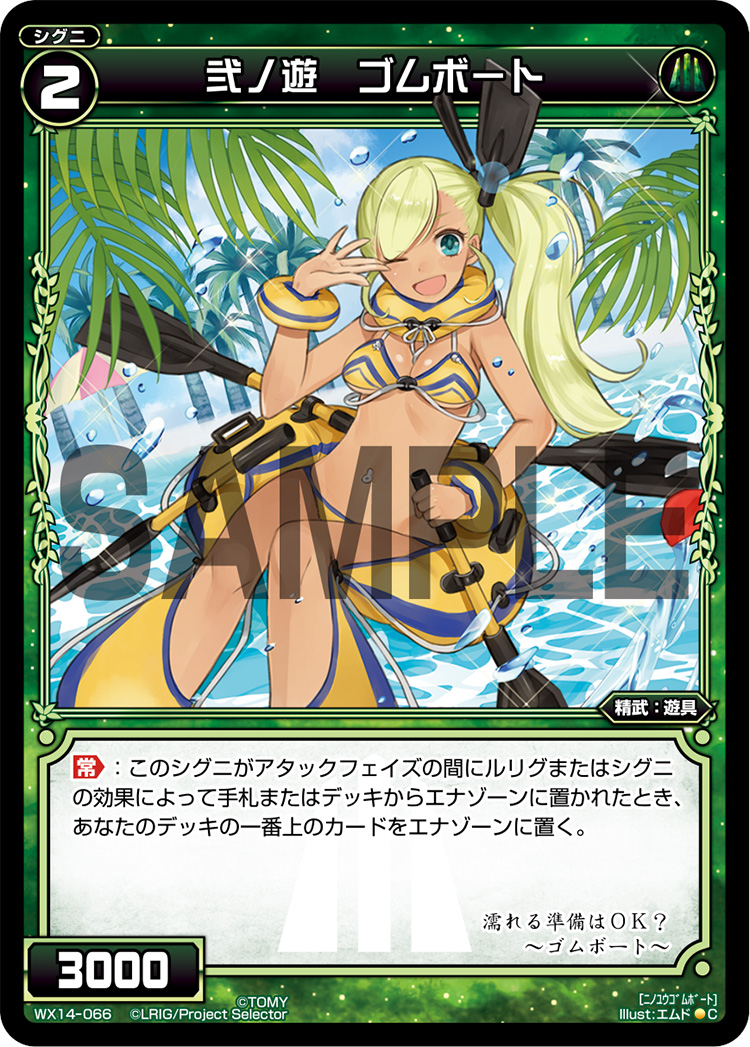 シグニ
2
弐ノ遊　ゴムボート
SAMPLE
精武：遊具
常：このシグニがアタックフェイズの間にルリグまたはシグニ
の効果によって手札またはデッキからエナゾーンに置かれたとき、
あなたのデッキの一番上のカードをエナゾーンに置く。
濡れる準備はＯＫ？
～ゴムボート～
3000
©TOMY
WX14-066 ©LRIG/Project Selector
[ﾆﾉﾕｳｺﾞﾑﾎﾞｰﾄ]
Illust:エムド C